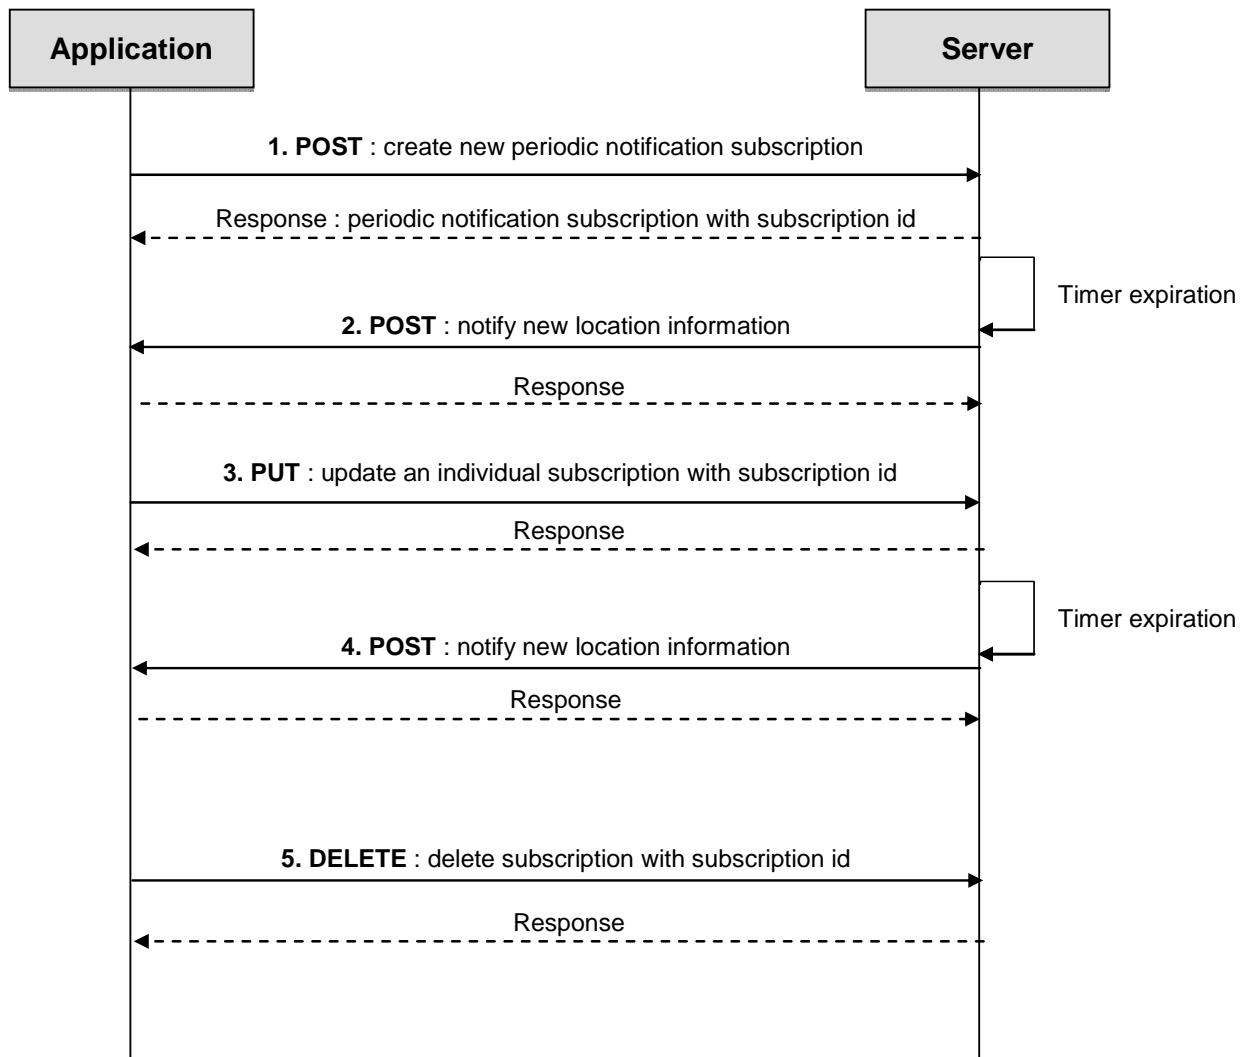 Application
Server
1. POST : create new periodic notification subscription
Response : periodic notification subscription with subscription id
Timer expiration
2. POST : notify new location information
Response
3. PUT : update an individual subscription with subscription id
Response
Timer expiration
4. POST : notify new location information
Response
5. DELETE : delete subscription with subscription id
Response